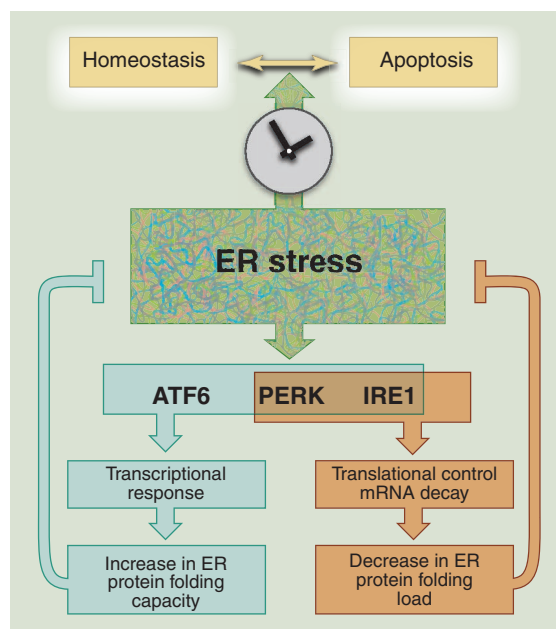 Homeostasis
Apoptosis
ER stress
ATF6 PERK IRE1
Transcriptional
response
Translational control
mRNA decay
Increase in ER
protein folding
capacity
Decrease in ER
protein folding
load